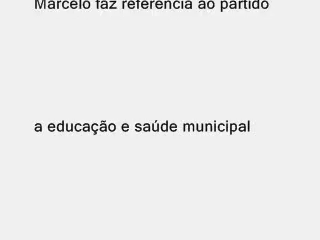 Marcelo faz referência ao partido
a educação e saúde municipal